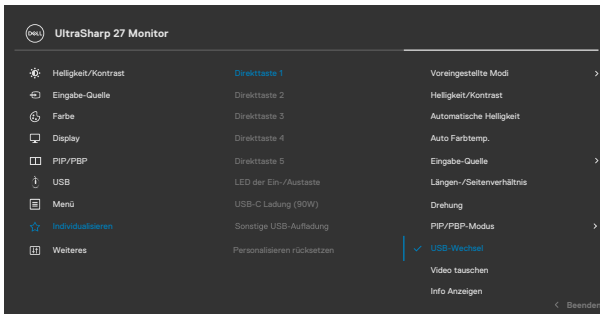 DELL UltraSharp 27 Monitor
Helligkeit/Kontrast
Eingabe-Quelle
Farbe
Display
PIP/PBP
USB
Menü
Individualisieren
Weiteres
Direkttaste 1
Direkttaste 2
Direkttaste 3
Direkttaste 4
Direkttaste 5
LED der Ein-/Austaste
USB-C Ladung (90W)
Sonstige USB-Aufladung
Personalisieren rücksetzen
Voreingestellte Modi
Helligkeit/Kontrast
Automatische Helligkeit
Auto Farbtemp.
Eingabe-Quelle
Längen-/Seitenverhältnis
Drehung
PIP/PBP-Modus
USB-Wechsel
Video tauschen
Info Anzeigen
Beenden